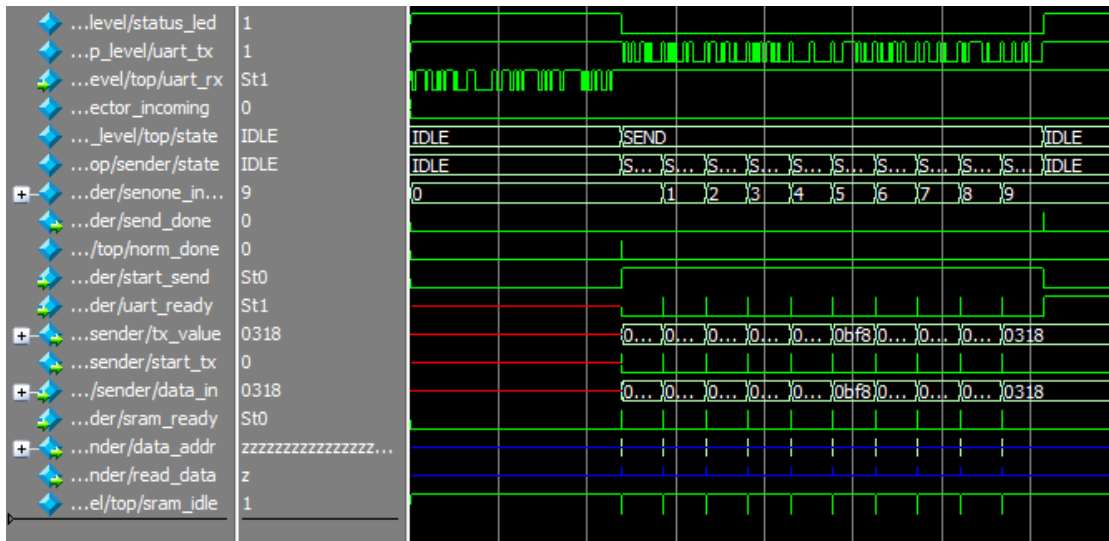 ...level/status_led 1
...p_level/uart_tx 1
...evel/top/uart_rx St1
...ector_incoming 0
..._level/top/state IDLE IDLE SEND IDLE
...op/sender/state IDLE IDLE S... S... S... S... S... S... S... S... S... S... IDLE
...der/senone_in... 9 0 1 2 3 4 5 6 7 8 9
...der/send_done 0
.../top/norm_done 0
...der/start_send St0
...der/uart_ready St1
...sender/tx_value 0318 0... 0... 0... 0... 0... 0bf8 0... 0... 0... 0318
...sender/start_tx 0
.../sender/data_in 0318 0... 0... 0... 0... 0... 0bf8 0... 0... 0... 0318
...der/sram_ready St0
...nder/data_addr zzzzzzzzzzzzzzzzz...
...nder/read_data z
...el/top/sram_idle 1